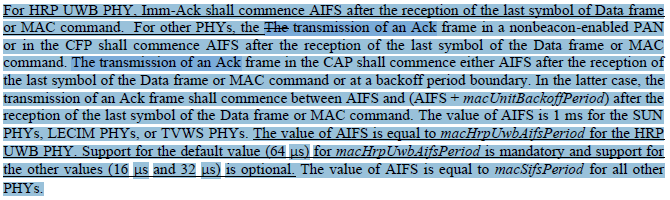 For HRP UWB PHY. Imm-Ack shall commence AIFS after the reception of the last symbol of Data frame
or MAC command. For other PHYs, the The transmission of an Ack frame in a nonbeacon-enabled PAN
or in the CFP shall commence AIFS after the reception of the last symbol of the Data frame or MAC
command. The transmission of an Ack frame in the CAP shall commence either AIFS after the reception of
the last symbol of the Data frame or MAC command or at a backoff period boundary. In the latter case, the
transmission of an Ack frame shall commence between AIFS and (AIFS + macUnitBackoffPeriod) after the
reception of the last symbol of the Data frame or MAC command. The value of AIFS is 1 ms for the SUN
PHYs, LECIM PHYs, or TVWS PHYs. The value of AIFS is equal to macHrpUwbAifsPeriod for the HRP
UWB PHY. Support for the default value (64 μs) for macHrpUwbAifsPeriod is mandatory and support for
the other values (16 μs and 32 μs) is optional. The value of AIFS is equal to macSifsPeriod for all other
PHYs.